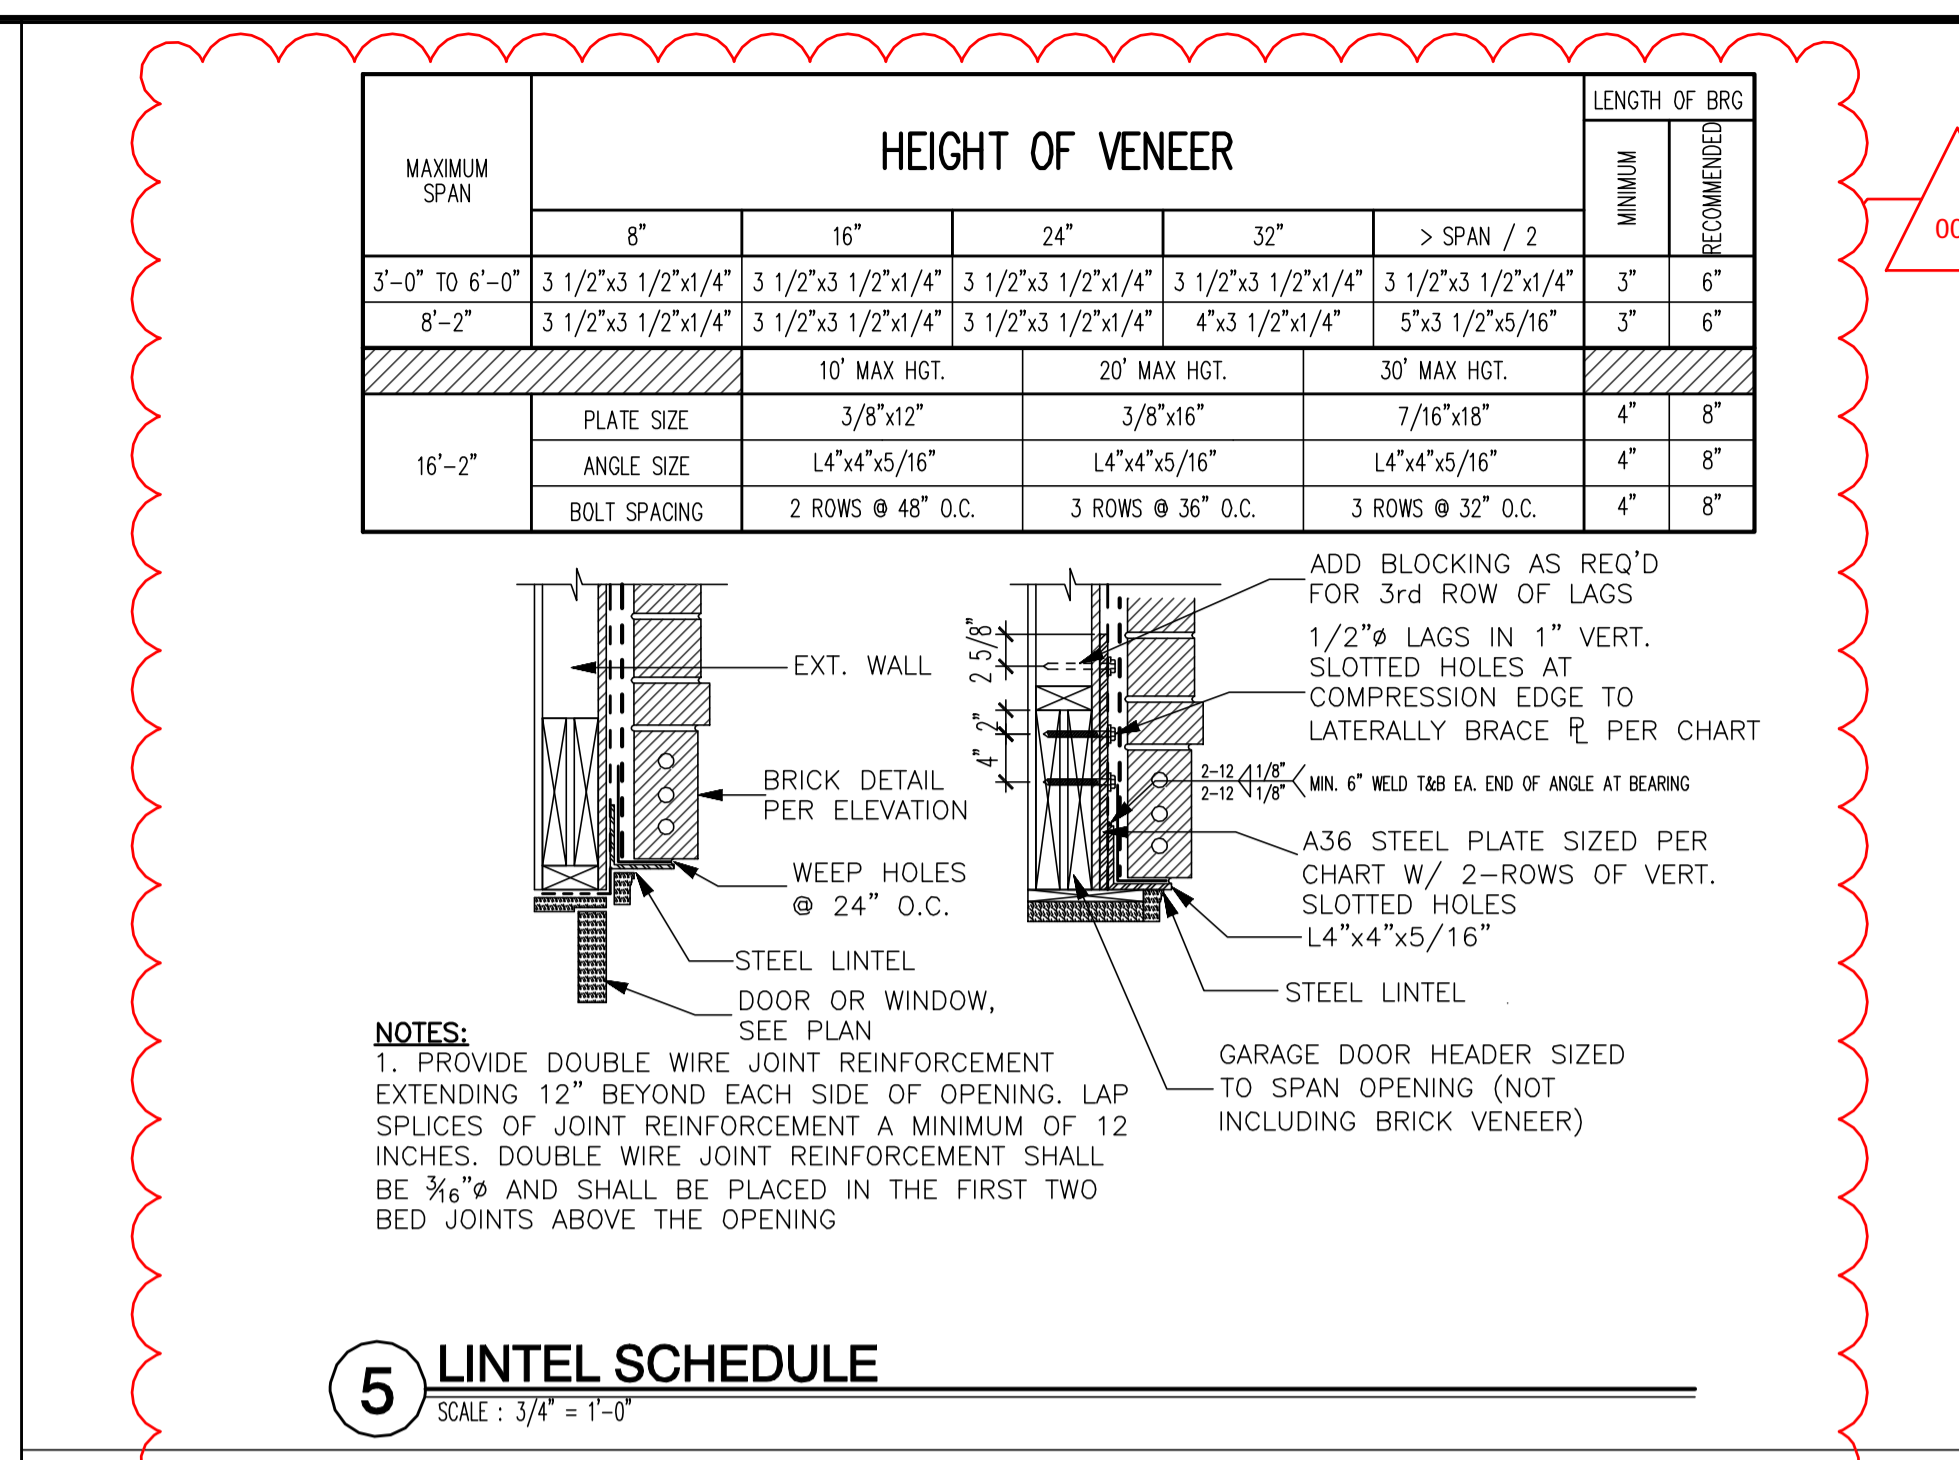 MAXIMUM SPAN
HEIGHT OF VENEER
LENGTH OF BRG
MINIMUM
RECOMMENDED
8" 16" 24" 32" > SPAN / 2
3'-0" TO 6'-0" 3 1/2"x3 1/2"x1/4" 3 1/2"x3 1/2"x1/4" 3 1/2"x3 1/2"x1/4" 3 1/2"x3 1/2"x1/4" 3 1/2"x3 1/2"x1/4" 3" 6"
8'-2" 3 1/2"x3 1/2"x1/4" 3 1/2"x3 1/2"x1/4" 3 1/2"x3 1/2"x1/4" 4"x3 1/2"x1/4" 5"x3 1/2"x5/16" 3" 6"
10' MAX HGT. 20' MAX HGT. 30' MAX HGT.
16'-2"
PLATE SIZE 3/8"x12" 3/8"x16" 7/16"x18" 4" 8"
ANGLE SIZE L4"x4"x5/16" L4"x4"x5/16" L4"x4"x5/16" 4" 8"
BOLT SPACING 2 ROWS @ 48" O.C. 3 ROWS @ 36" O.C. 3 ROWS @ 32" O.C. 4" 8"
EXT. WALL
BRICK DETAIL
PER ELEVATION
WEEP HOLES
@ 24" O.C.
STEEL LINTEL
DOOR OR WINDOW,
SEE PLAN
2 5/8"
2"
4"
ADD BLOCKING AS REQ'D
FOR 3rd ROW OF LAGS
1/2"ø LAGS IN 1" VERT.
SLOTTED HOLES AT
COMPRESSION EDGE TO
LATERALLY BRACE ℄ PER CHART
2-12 1/8"
2-12 1/8"
MIN. 6" WELD T&B EA. END OF ANGLE AT BEARING
A36 STEEL PLATE SIZED PER
CHART W/ 2-ROWS OF VERT.
SLOTTED HOLES
L4"x4"x5/16"
STEEL LINTEL
GARAGE DOOR HEADER SIZED
TO SPAN OPENING (NOT
INCLUDING BRICK VENEER)
NOTES:
1. PROVIDE DOUBLE WIRE JOINT REINFORCEMENT
EXTENDING 12" BEYOND EACH SIDE OF OPENING. LAP
SPLICES OF JOINT REINFORCEMENT A MINIMUM OF 12
INCHES. DOUBLE WIRE JOINT REINFORCEMENT SHALL
BE 3/16"ø AND SHALL BE PLACED IN THE FIRST TWO
BED JOINTS ABOVE THE OPENING
5 LINTEL SCHEDULE
SCALE : 3/4" = 1'-0"